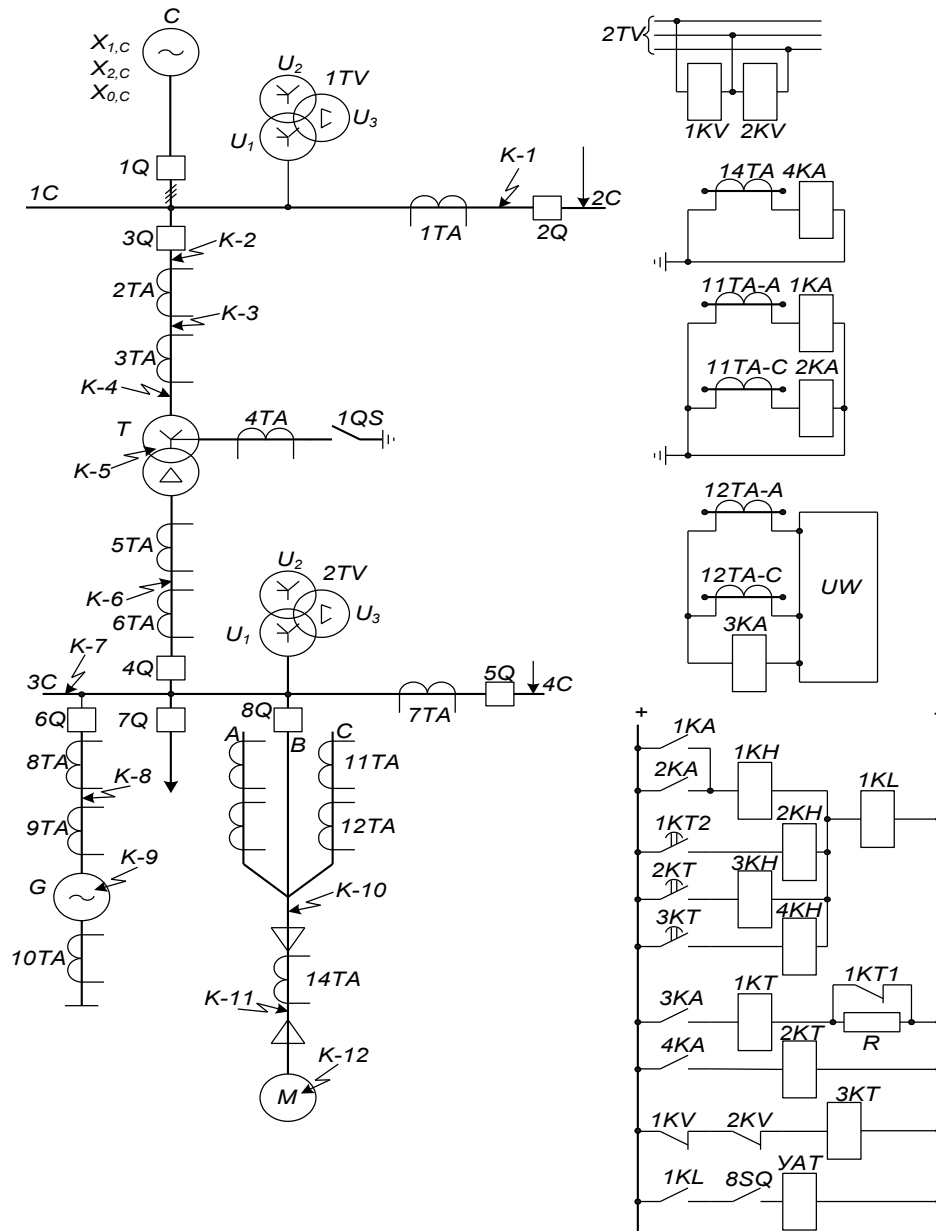 C
X1,C
X2,C
X0,C
U2
1TV
U1
U3
1Q
1C
K-1
2C
1TA
2Q
3Q
K-2
2TA
K-3
3TA
K-4
T
4TA
1QS
K-5
5TA
K-6
6TA
U2
2TV
U1
U3
K-7
4Q
3C
5Q
4C
6Q
7Q
8Q
7TA
A
B
C
8TA
11TA
K-8
9TA
12TA
K-9
G
K-10
10TA
14TA
K-11
K-12
M
2TV
1KV
2KV
14TA
4KA
11TA-A
1KA
11TA-C
2KA
12TA-A
12TA-C
UW
3KA
+
-
1KA
1KH
1KL
2KA
2KH
1KT2
3KH
2KT
4KH
3KT
1KT1
1KT
3KA
R
2KT
4KA
3KT
1KV
2KV
УAT
1KL
8SQ